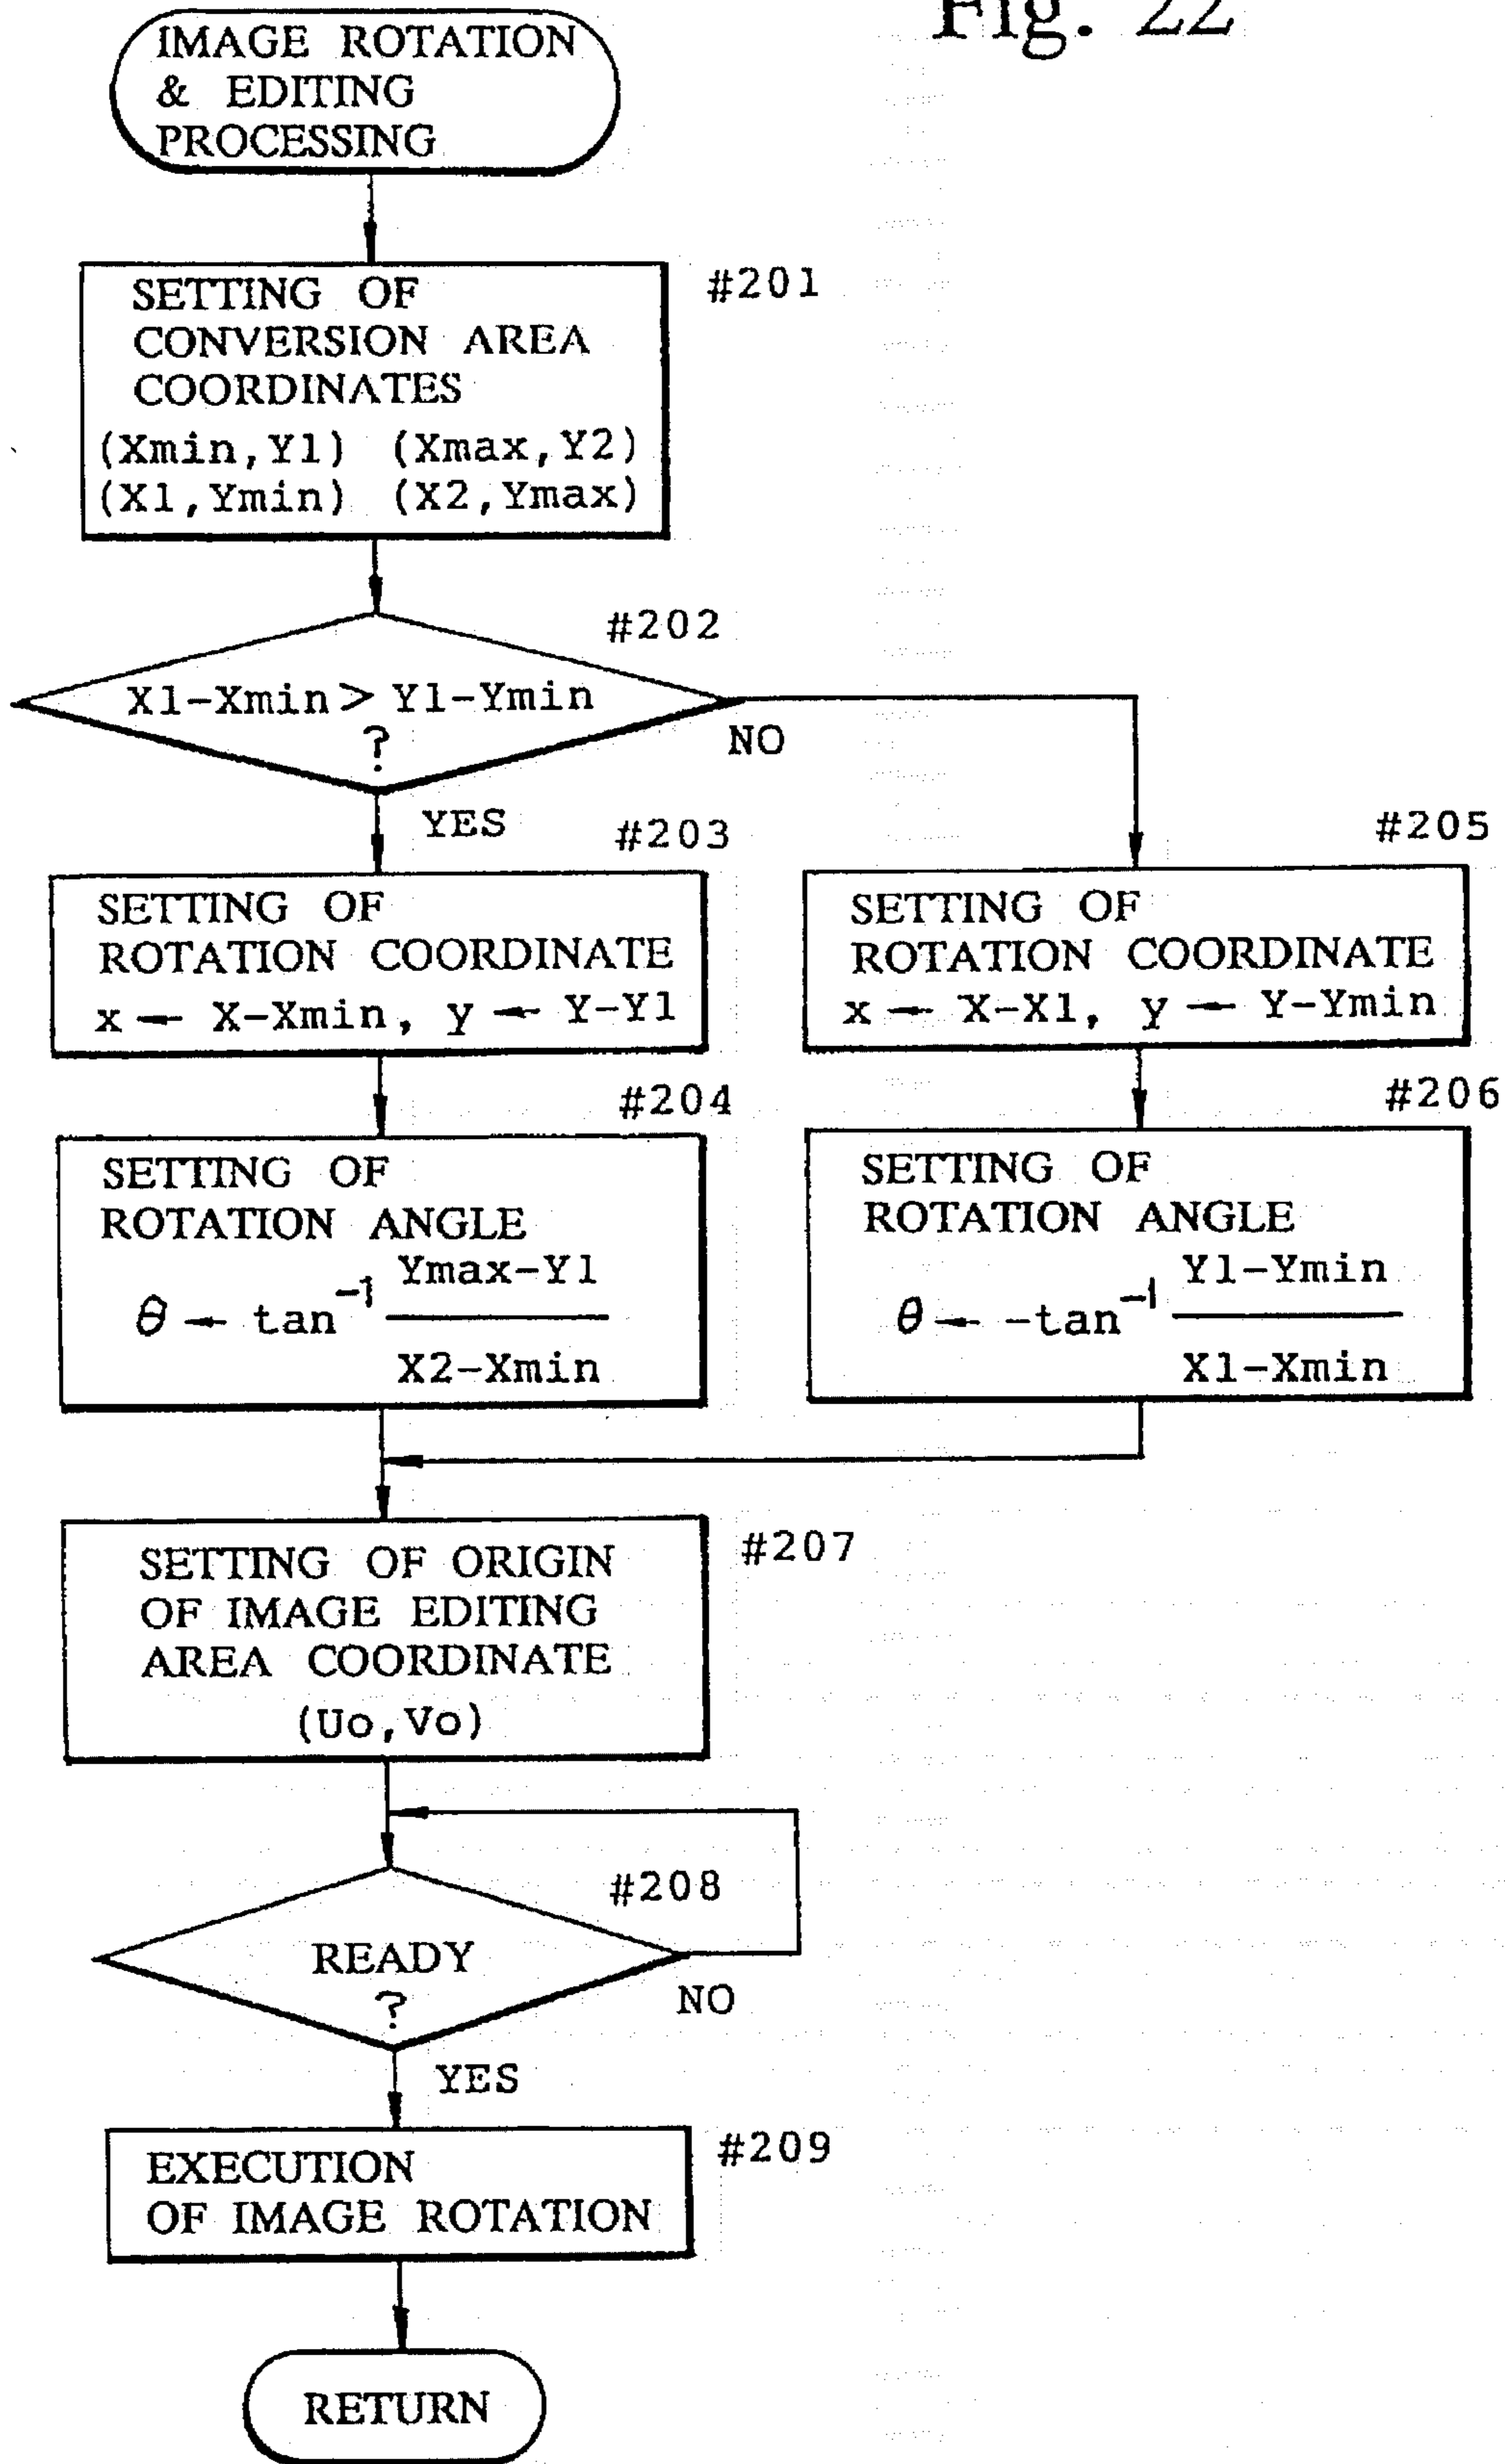 Fig. 22
IMAGE ROTATION
& EDITING
PROCESSING
#201
SETTING OF
CONVERSION AREA
COORDINATES
(Xmin,Y1) (Xmax,Y2)
(X1,Ymin) (X2,Ymax)
#202
X1-Xmin > Y1-Ymin
?
NO
YES
#203
SETTING OF
ROTATION COORDINATE
x ← X-Xmin, y ← Y-Y1
#204
SETTING OF
ROTATION ANGLE
Ymax-Y1
θ ← tan⁻¹
X2-Xmin
#205
SETTING OF
ROTATION COORDINATE
x ← X-X1, y ← Y-Ymin
#206
SETTING OF
ROTATION ANGLE
Y1-Ymin
θ ← -tan⁻¹
X1-Xmin
#207
SETTING OF ORIGIN
OF IMAGE EDITING
AREA COORDINATE
(Uo,Vo)
#208
READY
?
NO
YES
#209
EXECUTION
OF IMAGE ROTATION
RETURN